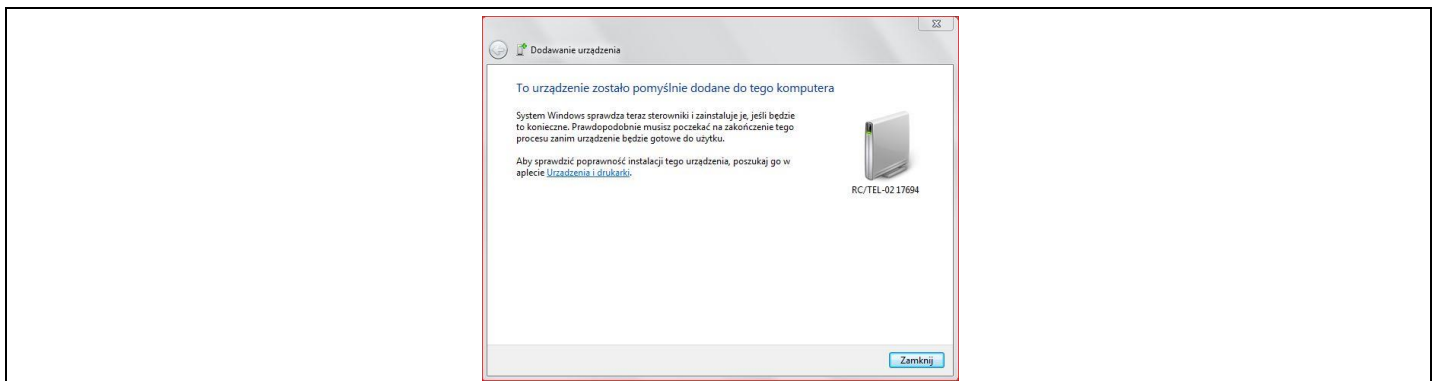 Dodawanie urządzenia
To urządzenie zostało pomyślnie dodane do tego komputera
System Windows sprawdza teraz sterowniki i zainstaluje je, jeśli będzie
to konieczne. Prawdopodobnie musisz poczekać na zakończenie tego
procesu zanim urządzenie będzie gotowe do użytku.
Aby sprawdzić poprawność instalacji tego urządzenia, poszukaj go w
aplecie Urządzenia i drukarki.
RC/TEL-02 17694
Zamknij